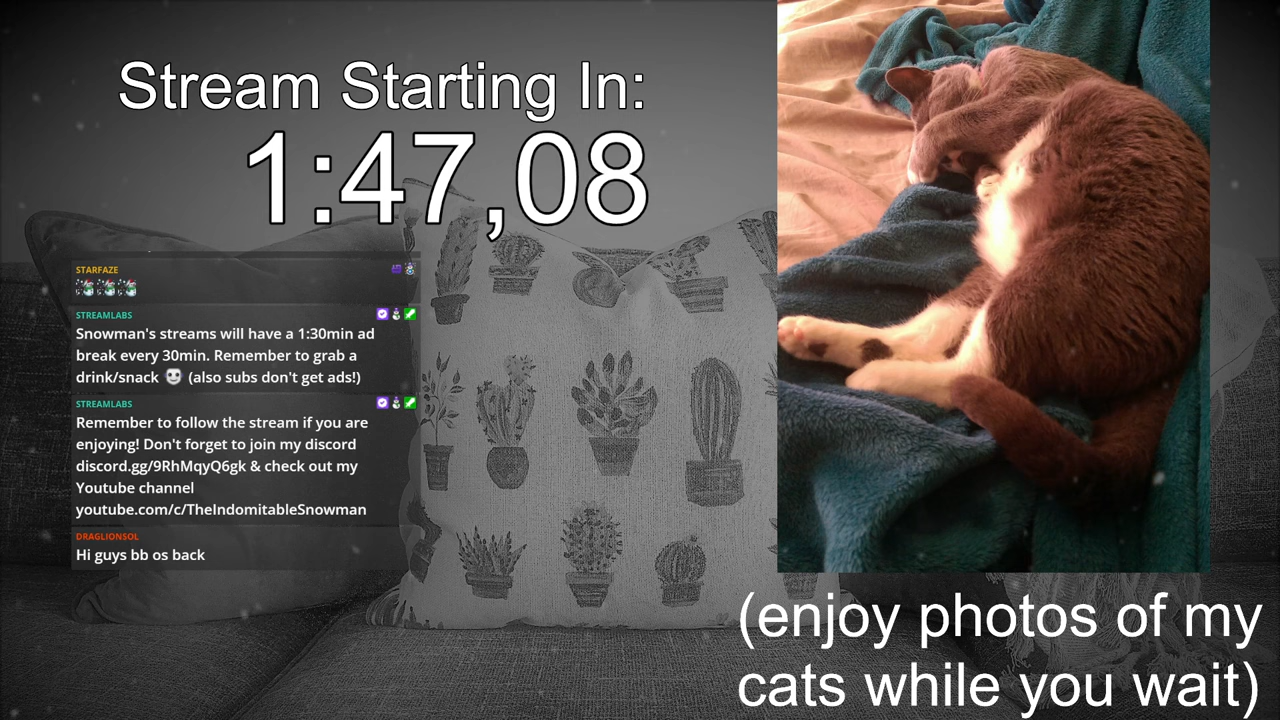 Stream Starting In:
1:47,08
STARFAZE
STREAMLABS
Snowman's streams will have a 1:30min ad
break every 30min. Remember to grab a
drink/snack (also subs don't get ads!)
STREAMLABS
Remember to follow the stream if you are
enjoying! Don't forget to join my discord
discord.gg/9RhMqyQ6gk & check out my
Youtube channel
youtube.com/c/TheIndomitableSnowman
DRAGLIONSOL
Hi guys bb os back
(enjoy photos of my
cats while you wait)